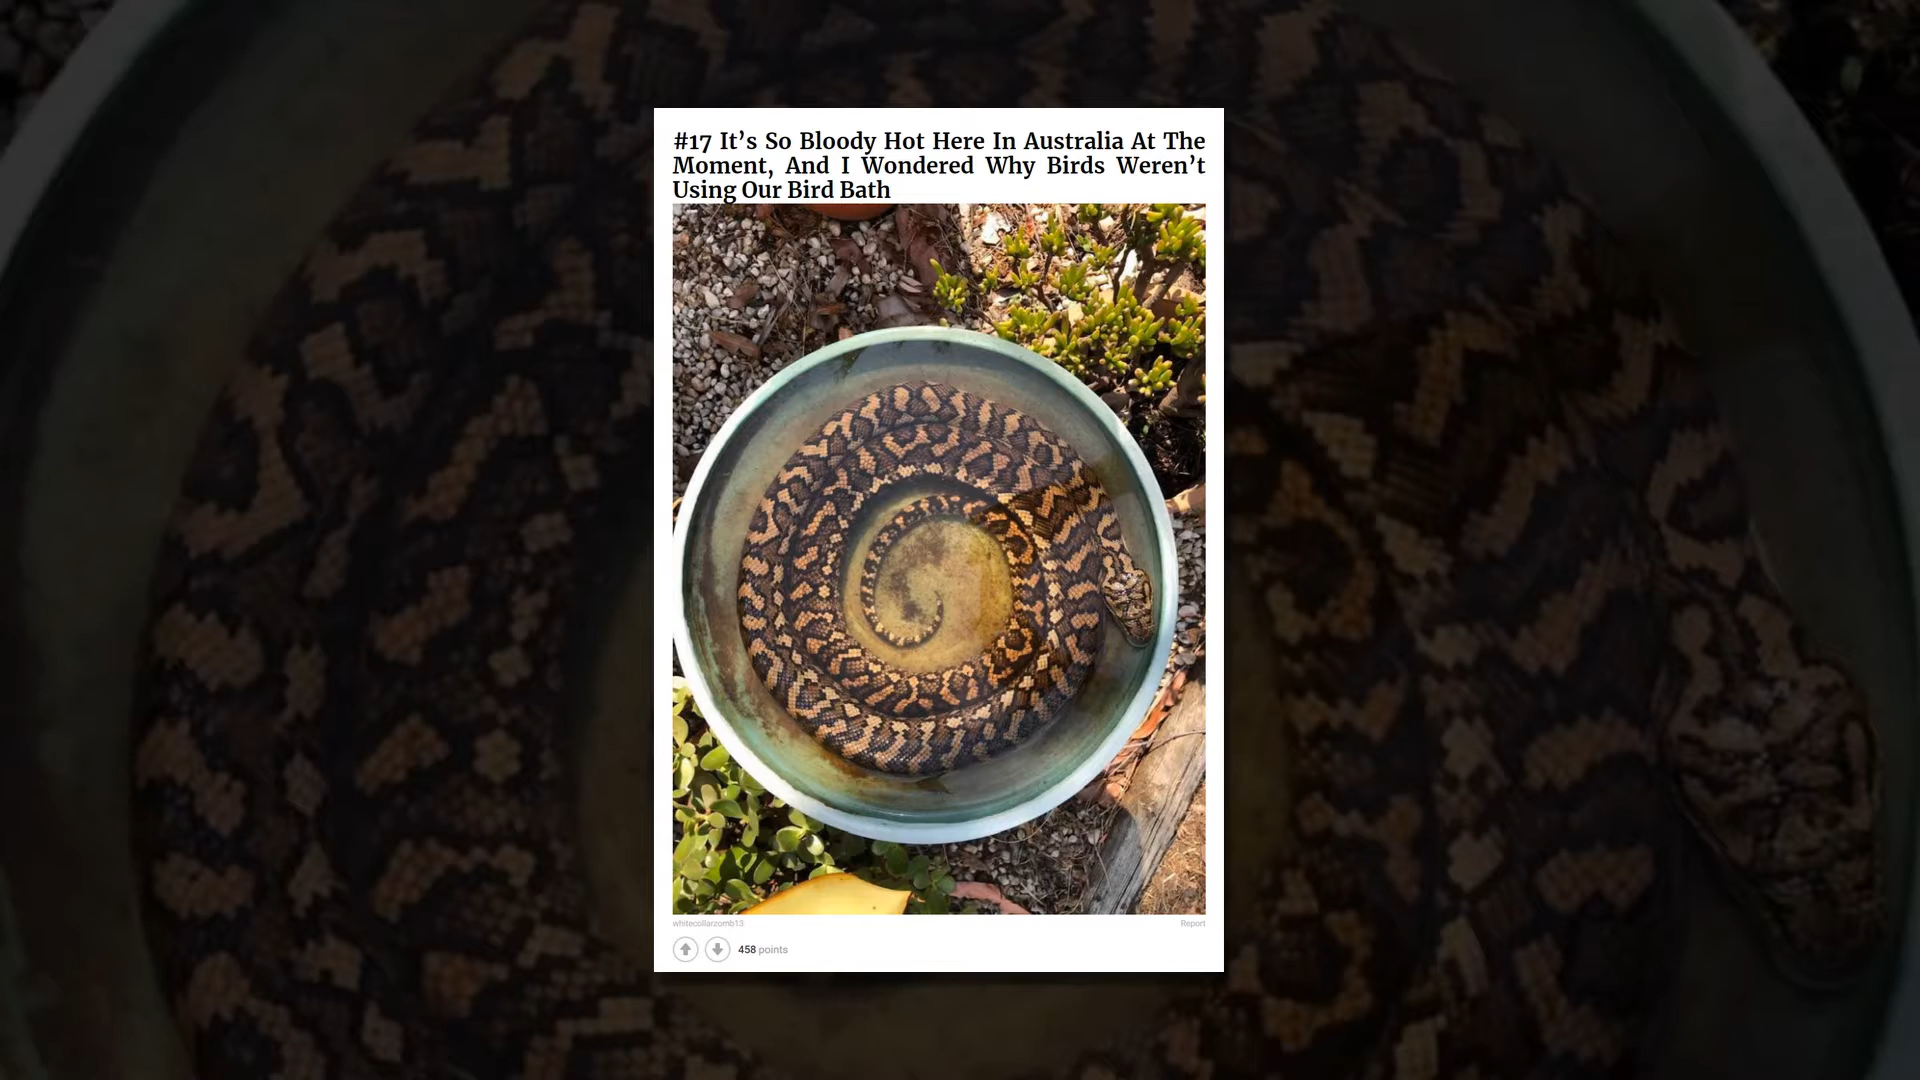 #17 It’s So Bloody Hot Here In Australia At The
Moment, And I Wondered Why Birds Weren’t
Using Our Bird Bath
whitecollarzomb13
Report
458 points